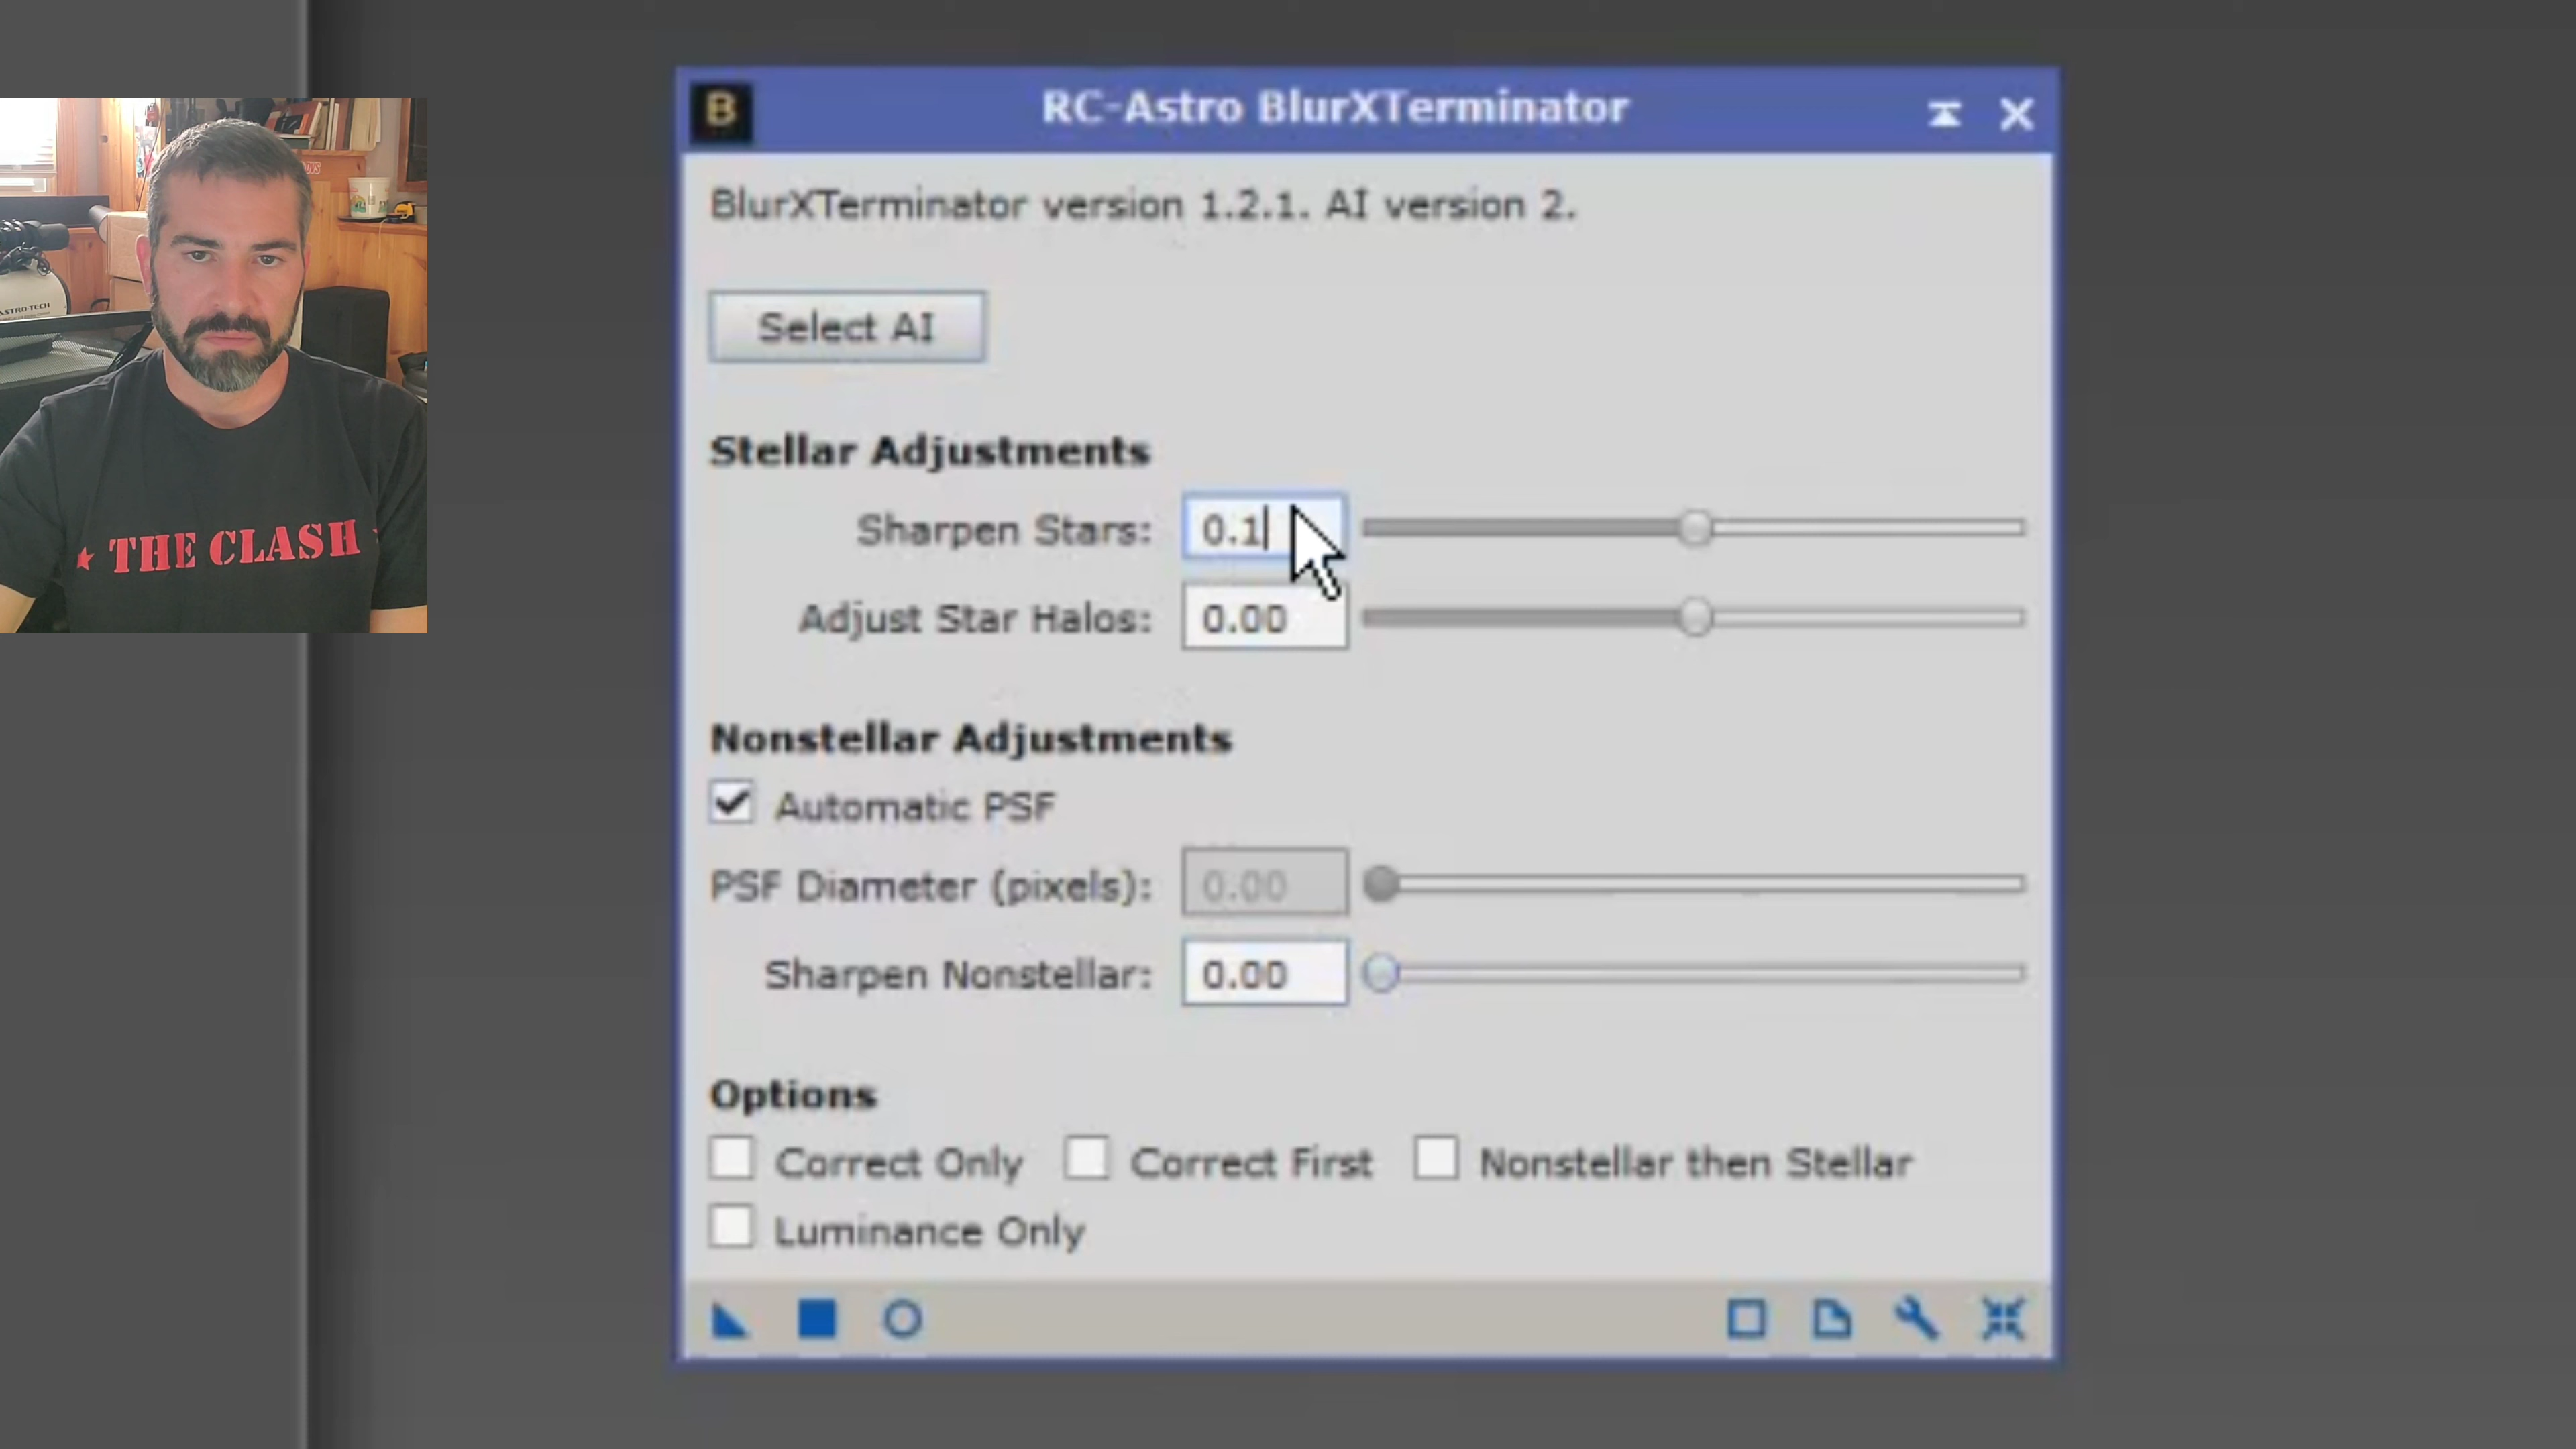 B
RC-Astro BlurXTerminator
BlurXTerminator version 1.2.1. AI version 2.
Select AI
Stellar Adjustments
Sharpen Stars: 0.1
Adjust Star Halos: 0.00
Nonstellar Adjustments
Automatic PSF
PSF Diameter (pixels): 0.00
Sharpen Nonstellar: 0.00
Options
Correct Only Correct First Nonstellar then Stellar
Luminance Only
ASTRO-TECH
THE CLASH